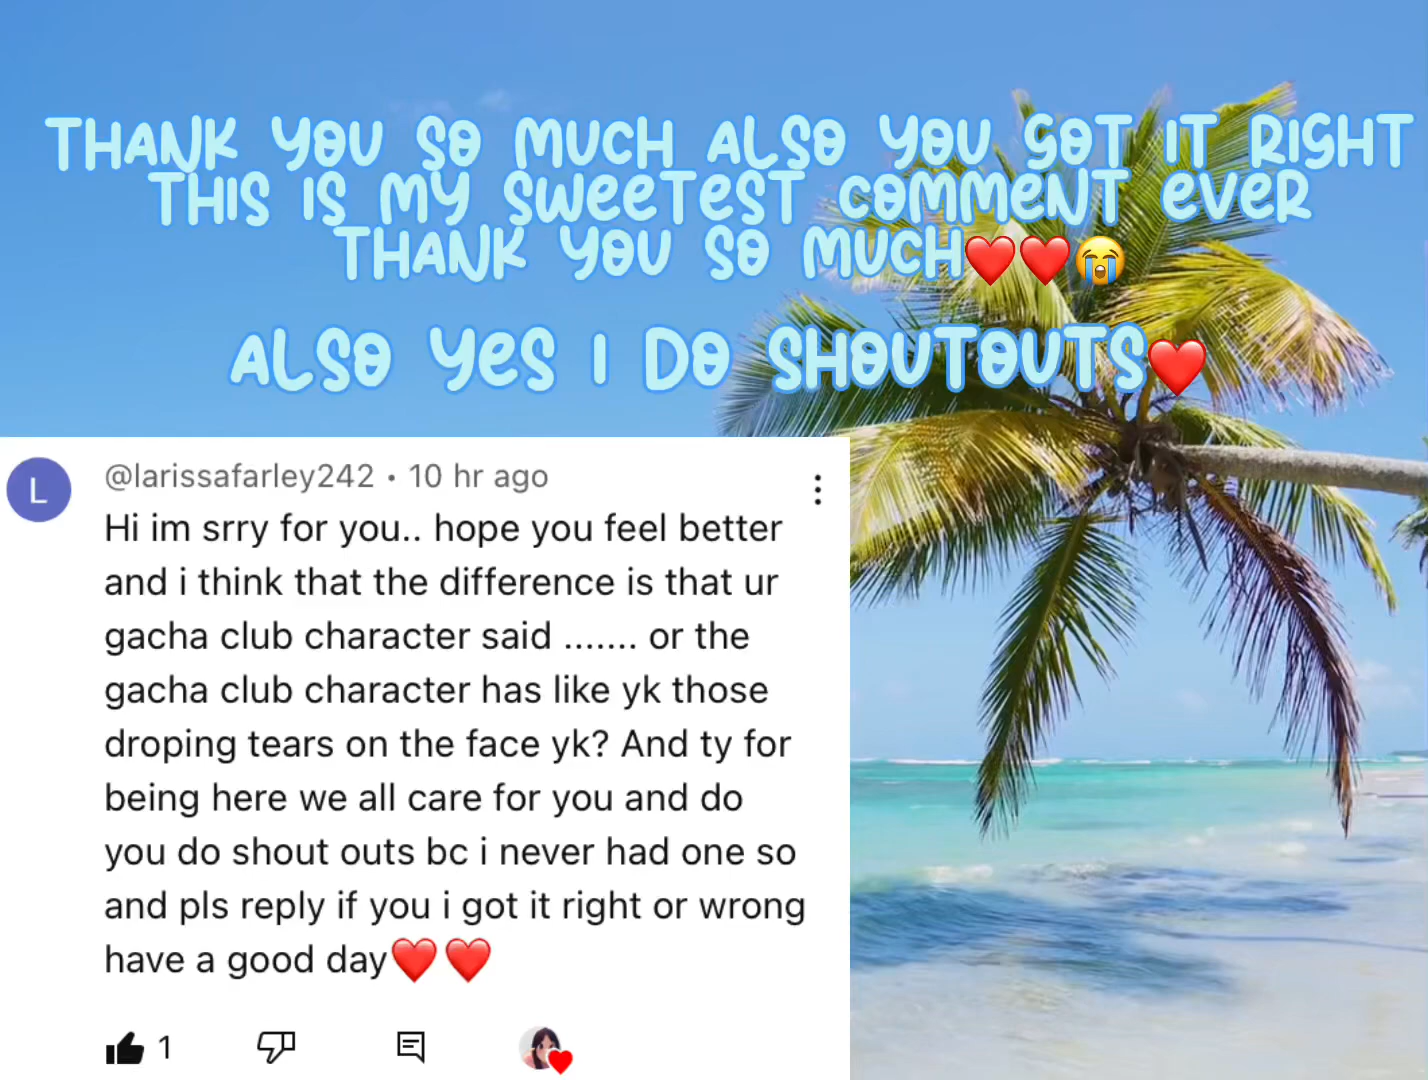 THANK YOU SO MUCH ALSO YOU GOT IT RIGHT
THIS IS MY SWEETEST COMMENT EVER
THANK YOU SO MUCH❤️❤️😭
ALSO YES I DO SHOUTOUTS❤️
L
@larissafarley242 • 10 hr ago
Hi im srry for you.. hope you feel better
and i think that the difference is that ur
gacha club character said ....... or the
gacha club character has like yk those
droping tears on the face yk? And ty for
being here we all care for you and do
you do shout outs bc i never had one so
and pls reply if you i got it right or wrong
have a good day❤️❤️
1